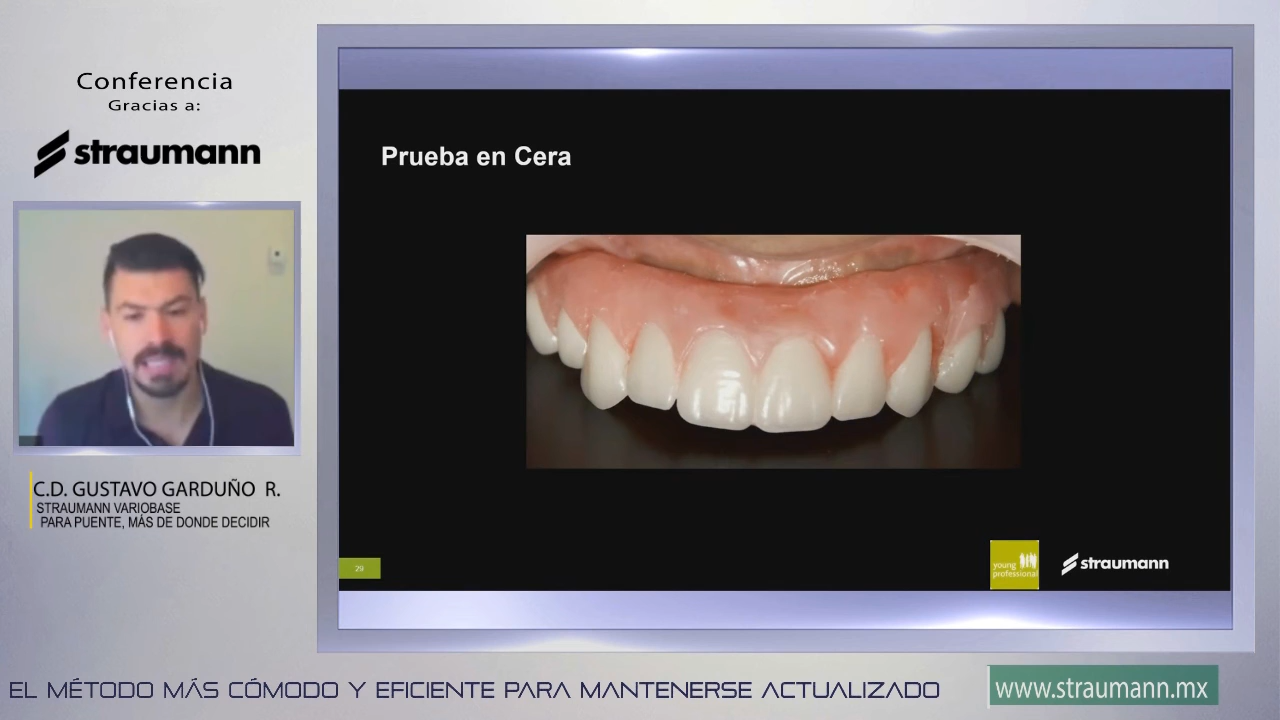 Conferencia
Gracias a:
straumann
C.D. GUSTAVO GARDUÑO R.
STRAUMANN VARIOBASE
PARA PUENTE, MÁS DE DONDE DECIDIR
Prueba en Cera
29
young
professional
straumann
EL MÉTODO MÁS CÓMODO Y EFICIENTE PARA MANTENERSE ACTUALIZADO
www.straumann.mx